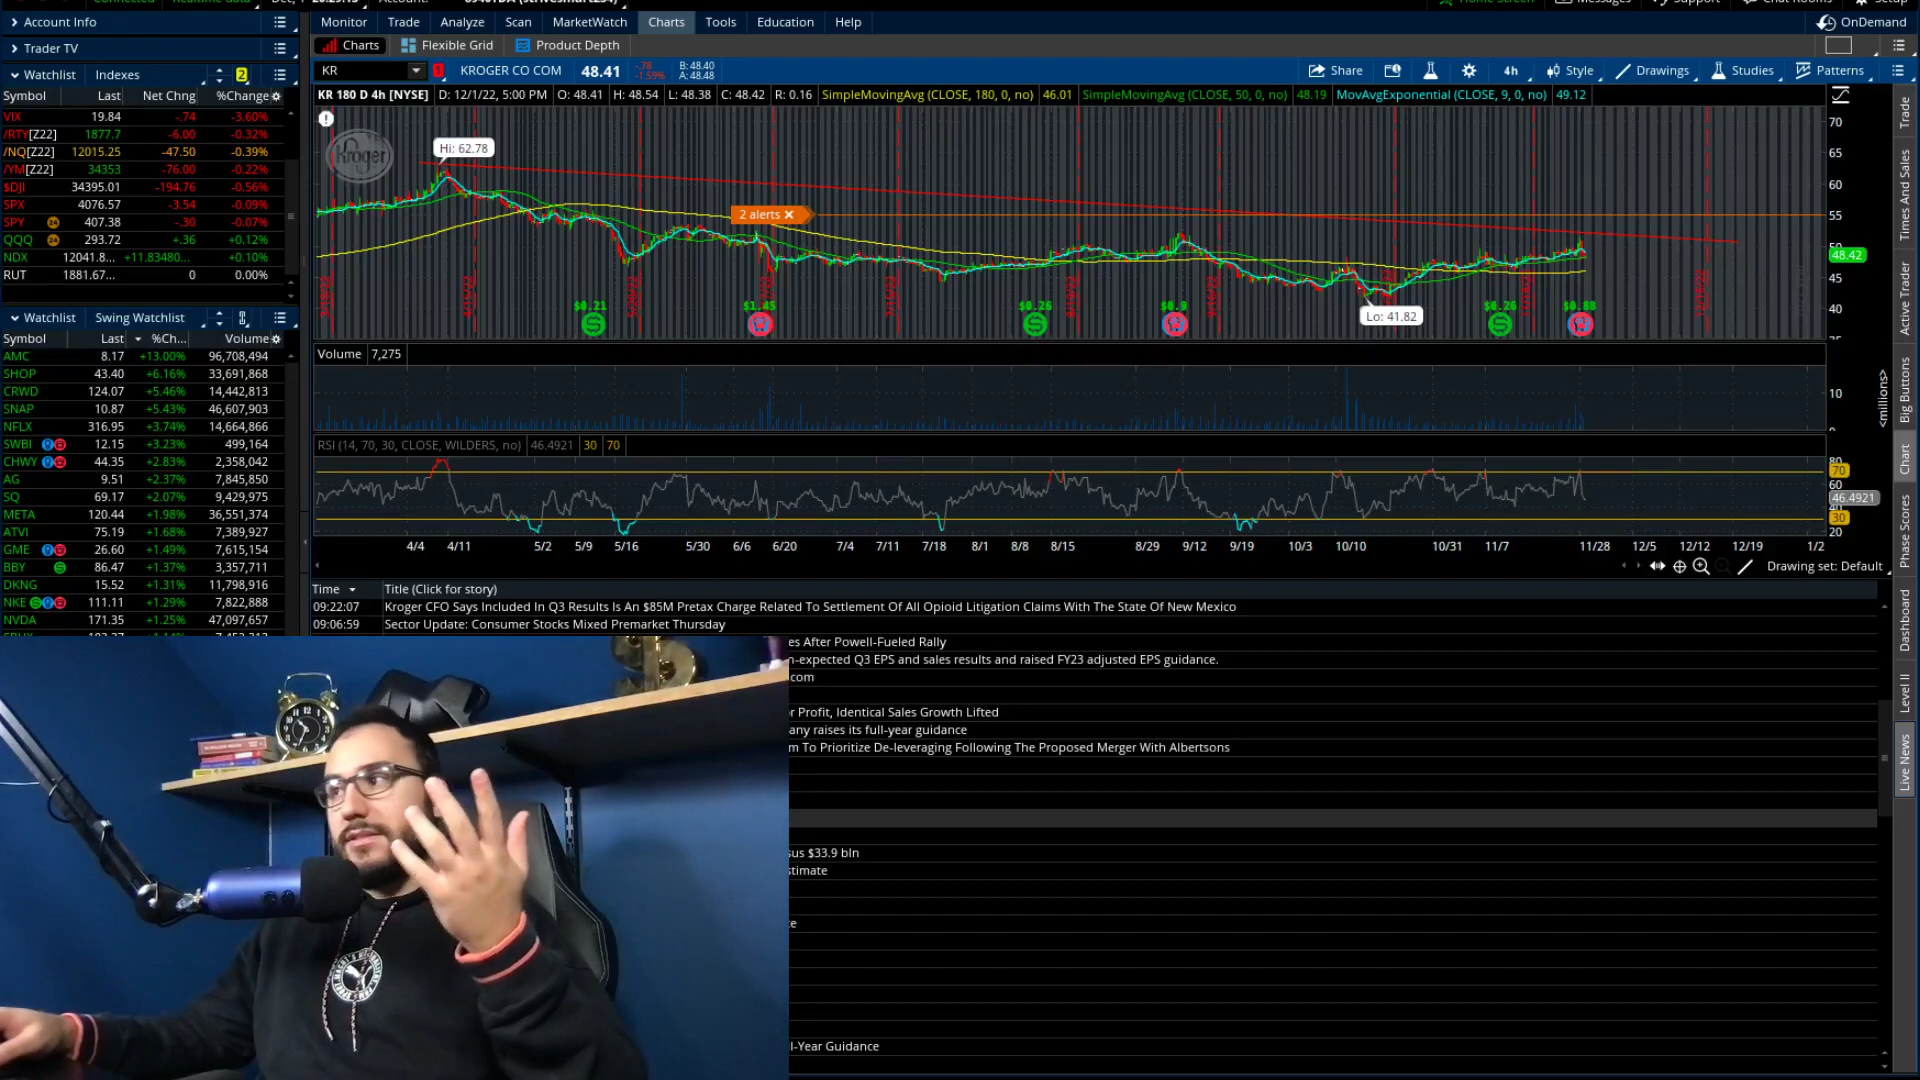 Account Info
Trader TV
Watchlist Indexes 2
Symbol Last Net Chng %Change
VIX 19.84 -.74 -3.60%
/RTY[Z22] 1877.7 -6.00 -0.32%
/NQ[Z22] 12015.25 -47.50 -0.39%
/YM[Z22] 34353 -76.00 -0.22%
$DJI 34395.01 -194.76 -0.56%
SPX 4076.57 -3.54 -0.09%
SPY 24 407.38 -.30 -0.07%
QQQ 24 293.72 +.36 +0.12%
NDX 12041.8... +11.83480... +0.10%
RUT 1881.67... 0 0.00%
Watchlist Swing Watchlist
Symbol Last %Ch... Volume
AMC 8.17 +13.00% 96,708,494
SHOP 43.40 +6.16% 33,691,868
CRWD 124.07 +5.46% 14,442,813
SNAP 10.87 +5.43% 46,607,903
NFLX 316.95 +3.74% 14,664,866
SWBI 12.15 +3.23% 499,164
CHWY 44.35 +2.83% 2,358,042
AG 9.51 +2.37% 7,845,850
SQ 69.17 +2.07% 9,429,975
META 120.44 +1.98% 36,551,374
ATVI 75.19 +1.68% 7,389,927
GME 26.60 +1.49% 7,615,154
BBY 86.47 +1.37% 3,357,711
DKNG 15.52 +1.31% 11,798,916
NKE 111.11 +1.29% 7,822,888
NVDA 171.35 +1.25% 47,097,657
Monitor Trade Analyze Scan MarketWatch Charts Tools Education Help
OnDemand
Charts Flexible Grid Product Depth
KR 1 KROGER CO COM 48.41 -.78 -1.59% B: 48.40 A: 48.48 Share 4h Style Drawings Studies Patterns
KR 180 D 4h [NYSE] D: 12/1/22, 5:00 PM O: 48.41 H: 48.54 L: 48.38 C: 48.42 R: 0.16 SimpleMovingAvg (CLOSE, 180, 0, no) 46.01 SimpleMovingAvg (CLOSE, 50, 0, no) 48.19 MovAvgExponential (CLOSE, 9, 0, no) 49.12
Kroger
Hi: 62.78
2 alerts
Lo: 41.82
70
65
60
55
50
48.42
45
40
35
$0.21 $1.45 $0.26 $0.9 $0.26 $0.88
Volume 7,275
10
<millions>
0
RSI (14, 70, 30, CLOSE, WILDERS, no) 46.4921 30 70
80
70
60
46.4921
40
30
20
4/4 4/11 5/2 5/9 5/16 5/30 6/6 6/20 7/4 7/11 7/18 8/1 8/8 8/15 8/29 9/12 9/19 10/3 10/10 10/31 11/7 11/28 12/5 12/12 12/19 1/2
Drawing set: Default
Time Title (Click for story)
09:22:07 Kroger CFO Says Included In Q3 Results Is An $85M Pretax Charge Related To Settlement Of All Opioid Litigation Claims With The State Of New Mexico
09:06:59 Sector Update: Consumer Stocks Mixed Premarket Thursday
es After Powell-Fueled Rally
n-expected Q3 EPS and sales results and raised FY23 adjusted EPS guidance.
.com
r Profit, Identical Sales Growth Lifted
any raises its full-year guidance
m To Prioritize De-leveraging Following The Proposed Merger With Albertsons
sus $33.9 bln
stimate
te
l-Year Guidance
Trade
Times And Sales
Active Trader
Big Buttons
Chart
Phase Scores
Dashboard
Level II
Live News